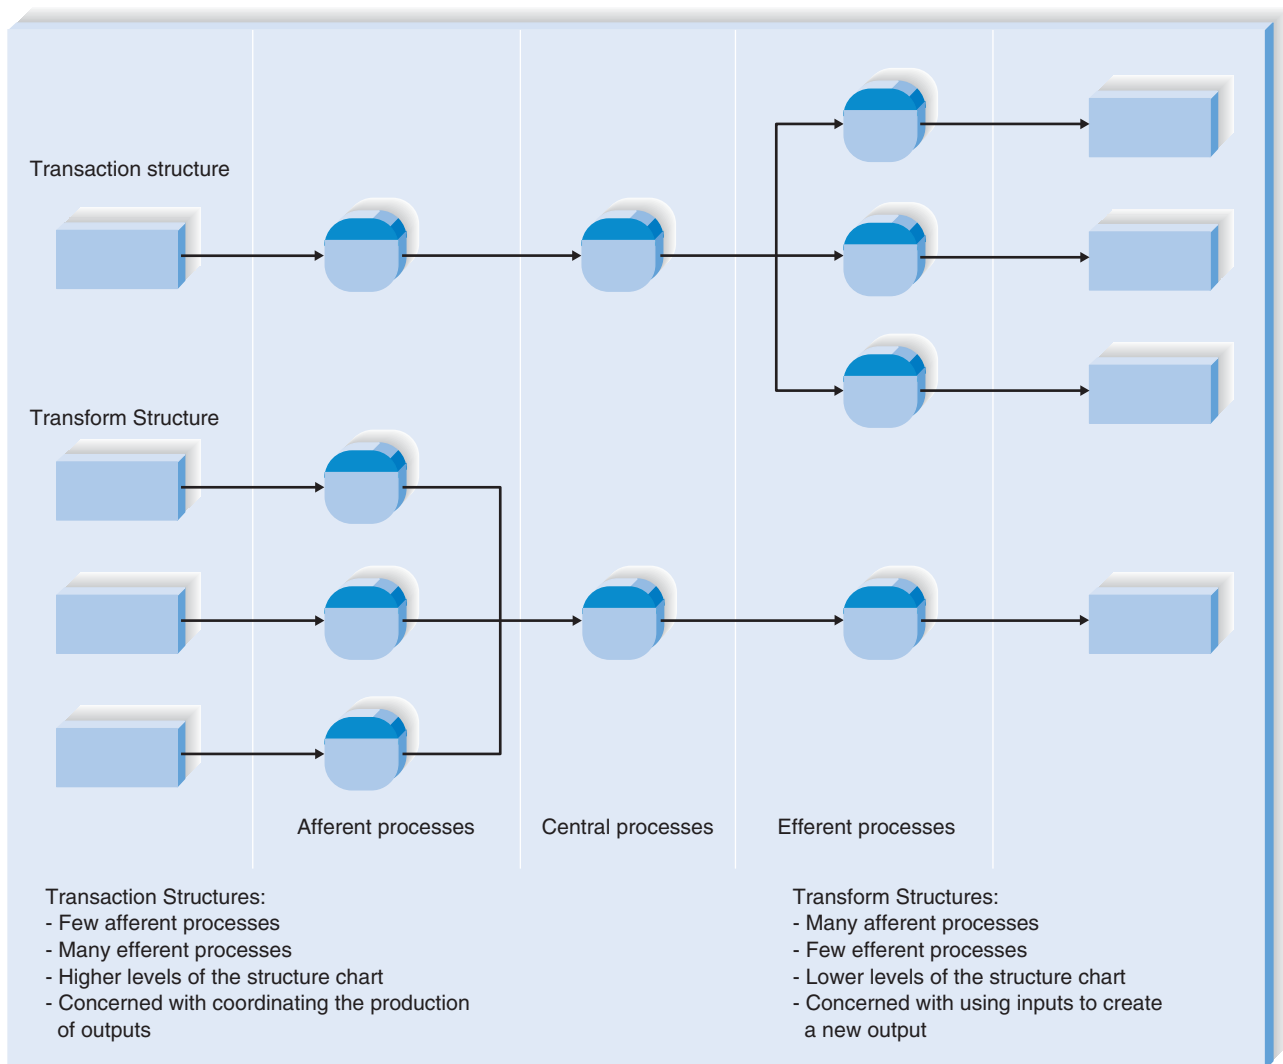 Transaction structure
Transform Structure
Afferent processes
Central processes
Efferent processes
Transaction Structures:
- Few afferent processes
- Many efferent processes
- Higher levels of the structure chart
- Concerned with coordinating the production
of outputs
Transform Structures:
- Many afferent processes
- Few efferent processes
- Lower levels of the structure chart
- Concerned with using inputs to create
a new output